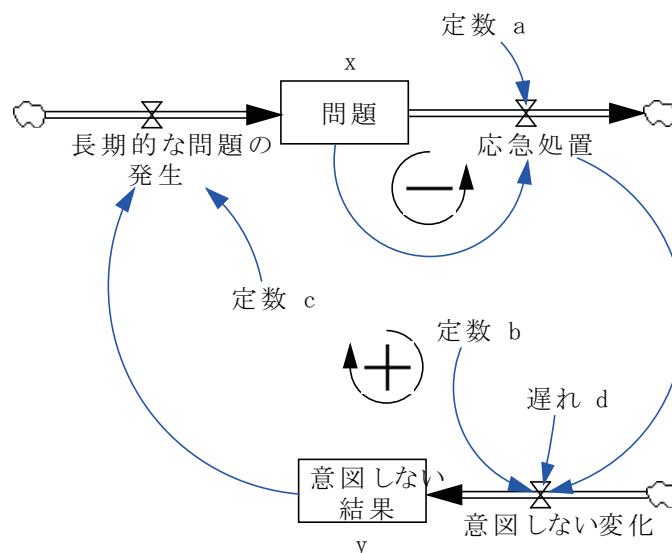 定数 a
x
問題
長期的な問題の
発生
応急処置
定数 c
定数 b
遅れ d
意図しない
結果
意図しない変化
y